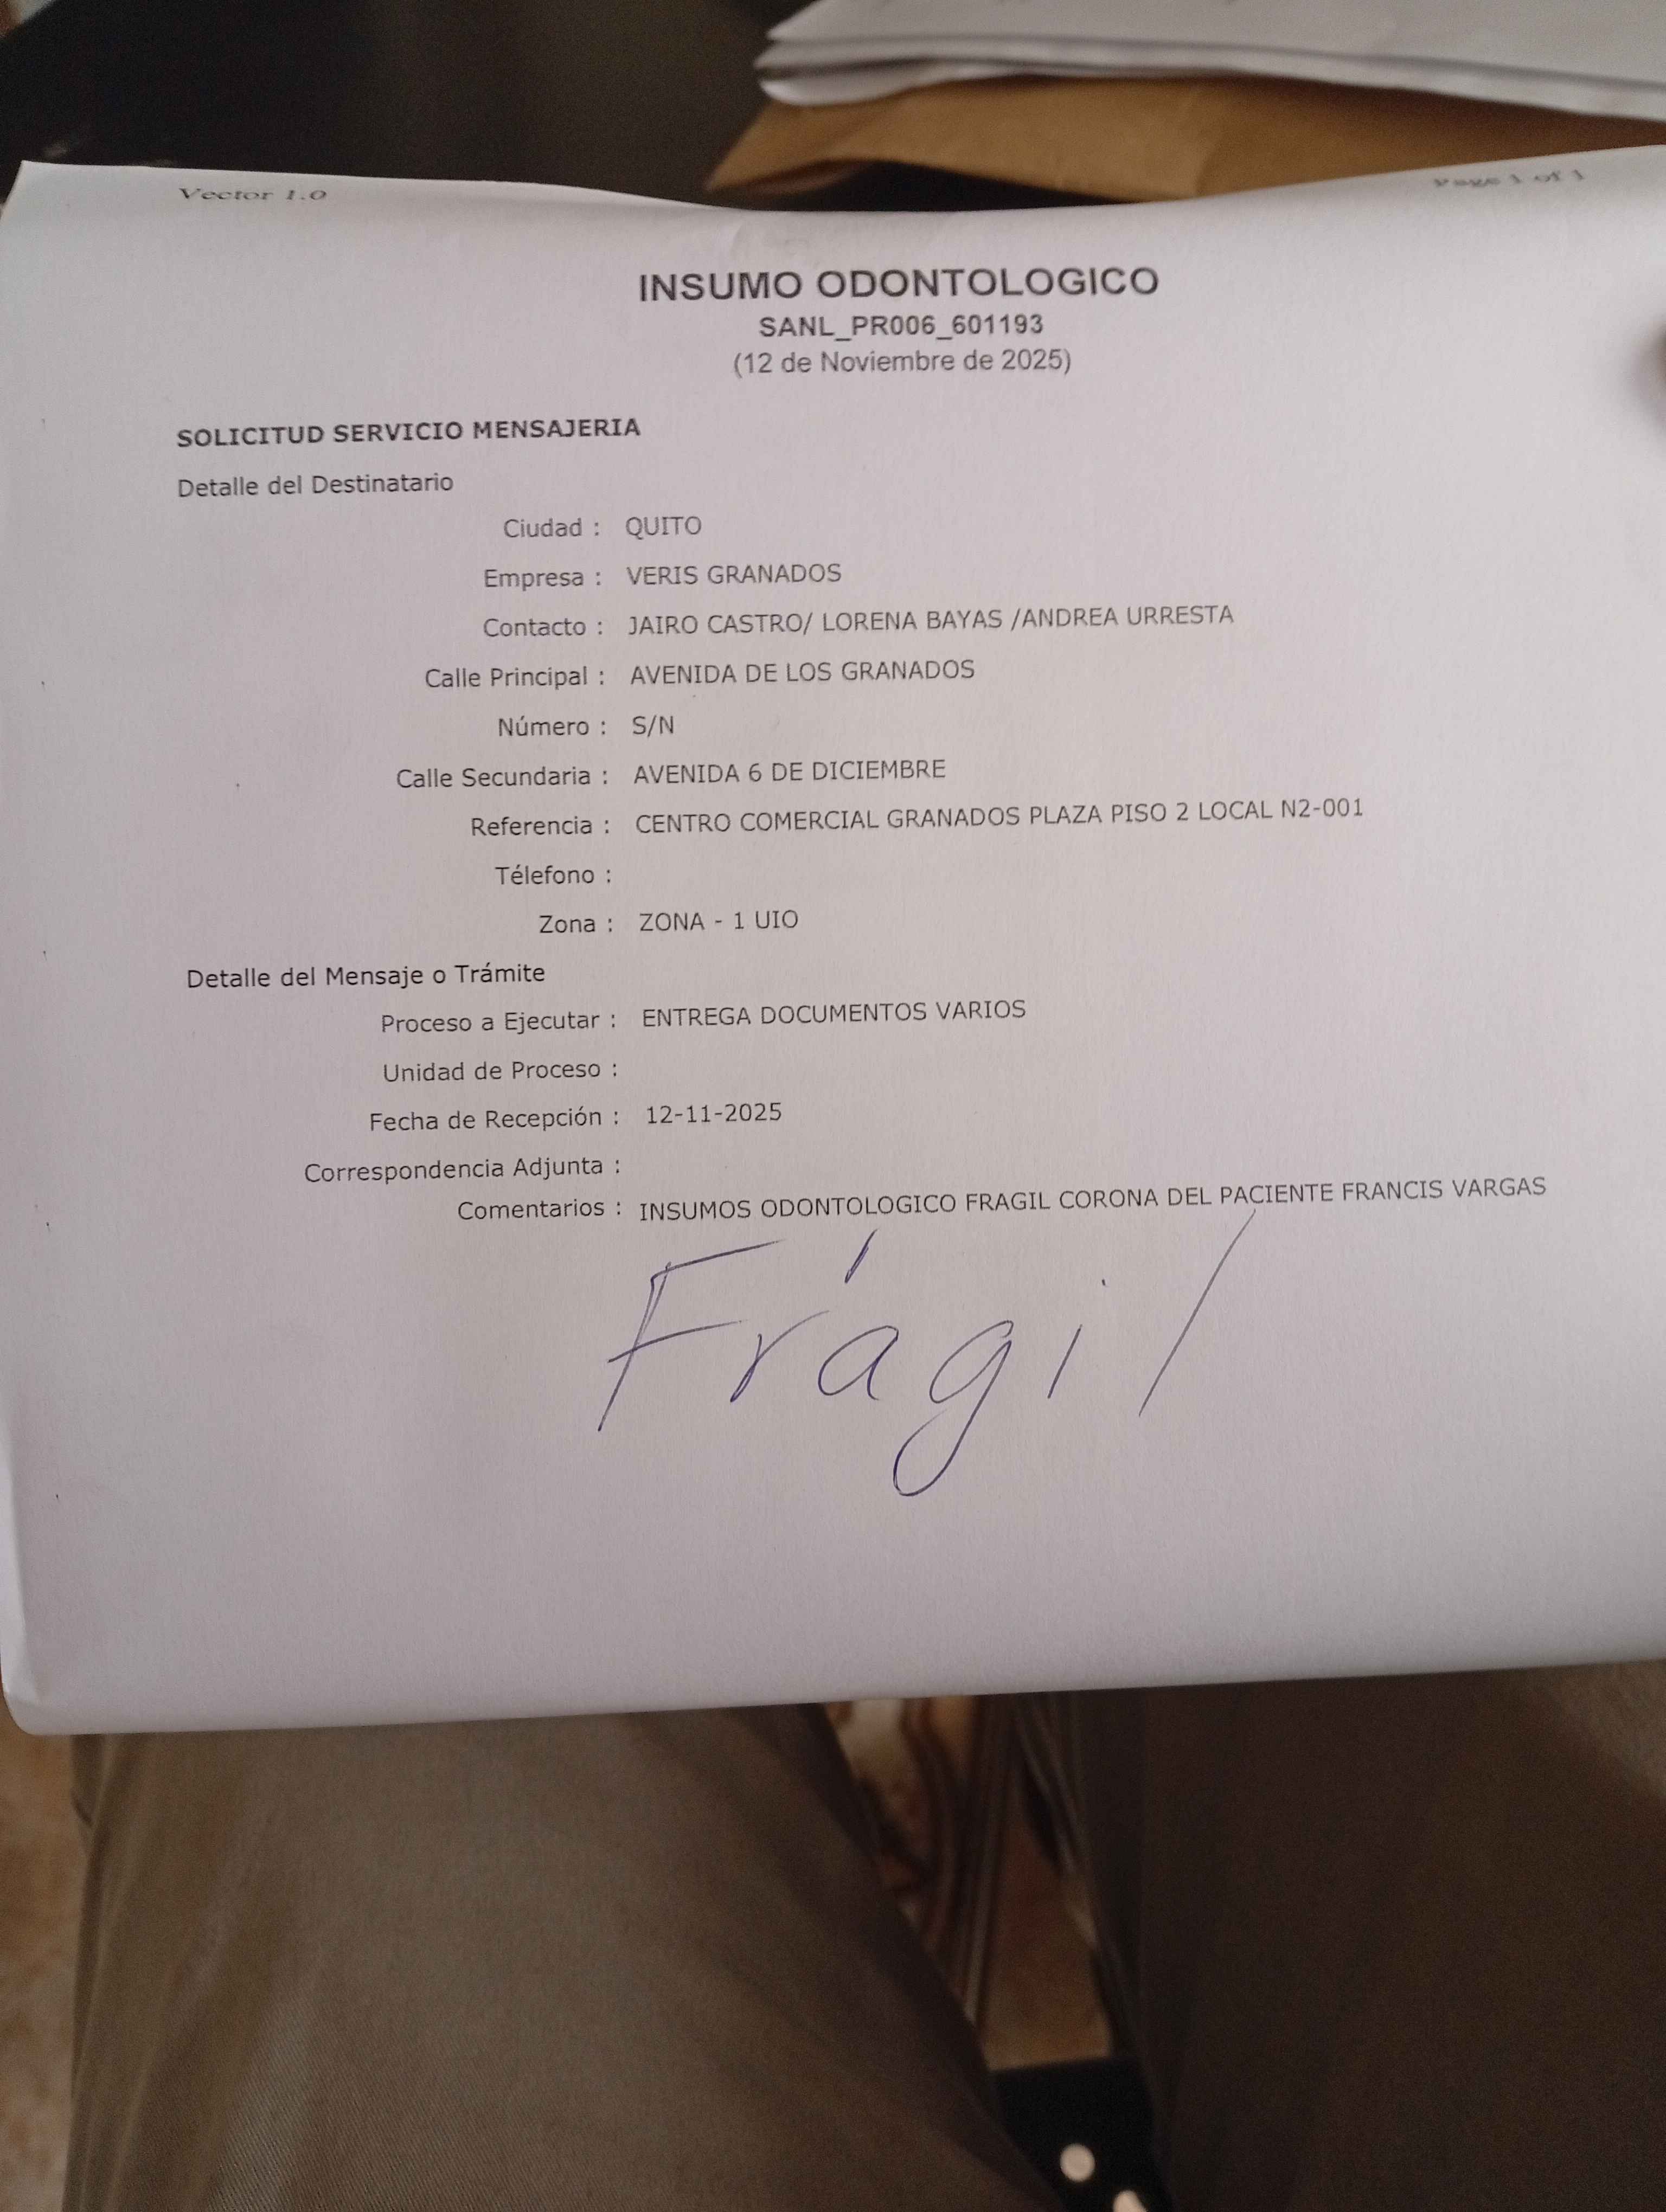 Vector 1.0 Page 1 of 1
INSUMO ODONTOLOGICO
SANL_PR006_601193
(12 de Noviembre de 2025)
SOLICITUD SERVICIO MENSAJERIA
Detalle del Destinatario
Ciudad : QUITO
Empresa : VERIS GRANADOS
Contacto : JAIRO CASTRO/ LORENA BAYAS /ANDREA URRESTA
Calle Principal : AVENIDA DE LOS GRANADOS
Número : S/N
Calle Secundaria : AVENIDA 6 DE DICIEMBRE
Referencia : CENTRO COMERCIAL GRANADOS PLAZA PISO 2 LOCAL N2-001
Télefono :
Zona : ZONA - 1 UIO
Detalle del Mensaje o Trámite
Proceso a Ejecutar : ENTREGA DOCUMENTOS VARIOS
Unidad de Proceso :
Fecha de Recepción : 12-11-2025
Correspondencia Adjunta :
Comentarios : INSUMOS ODONTOLOGICO FRAGIL CORONA DEL PACIENTE FRANCIS VARGAS
Frágil